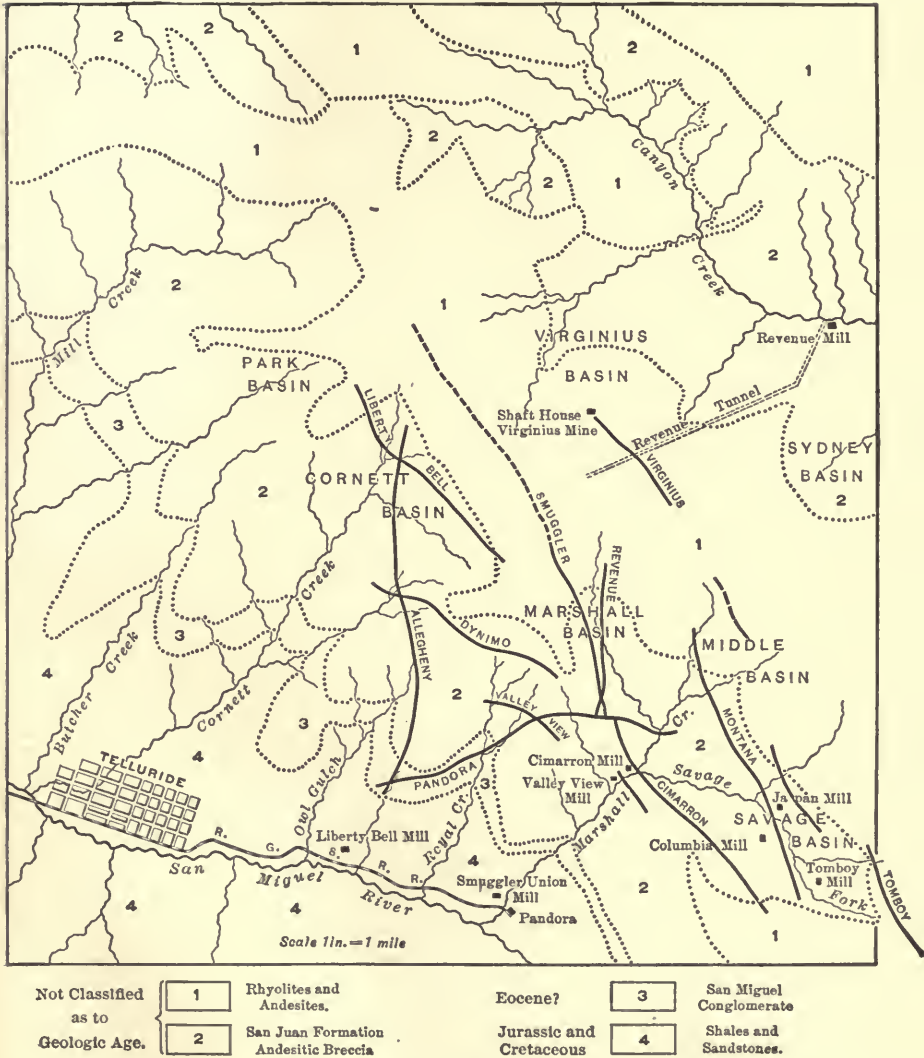 2
2
1
2
1
1
2
2
1
Canyon
2
Creek
Mill Creek
2
1
VIRGINIUS
BASIN
Revenue Mill
PARK
BASIN
3
LIBERTY BELL
Shaft House
Virginius Mine
Revenue Tunnel
VIRGINIUS
SYDNEY
BASIN
2
2
CORNETT
BASIN
SMUGGLER
1
REVENUE
Creek
DYNIMO
MARSHALL
BASIN
MIDDLE
BASIN
ALLEGHENY
Butcher Creek
3
4
2
Cornett
VALLEY VIEW
3
4
Cr.
2
MONTANA
TELLURIDE
PANDORA
3
Cimarron Mill
Valley View
Mill
Savage
CIMARRON
Japan Mill
SAVAGE
BASIN
Owl Gulch
Royal Cr.
Marshall
Columbia Mill
R. G. S. R. R.
Liberty Bell Mill
San Miguel River
4
2
Tomboy
Mill
Fork
TOMBOY
Smuggler Union
Mill
Pandora
4
4
1
Scale 1in.=1 mile
Not Classified
as to
Geologic Age.
1
Rhyolites and
Andesites.
2
San Juan Formation
Andesitic Breccia
Eocene?
3
San Miguel
Conglomerate
Jurassic and
Cretaceous
4
Shales and
Sandstones.